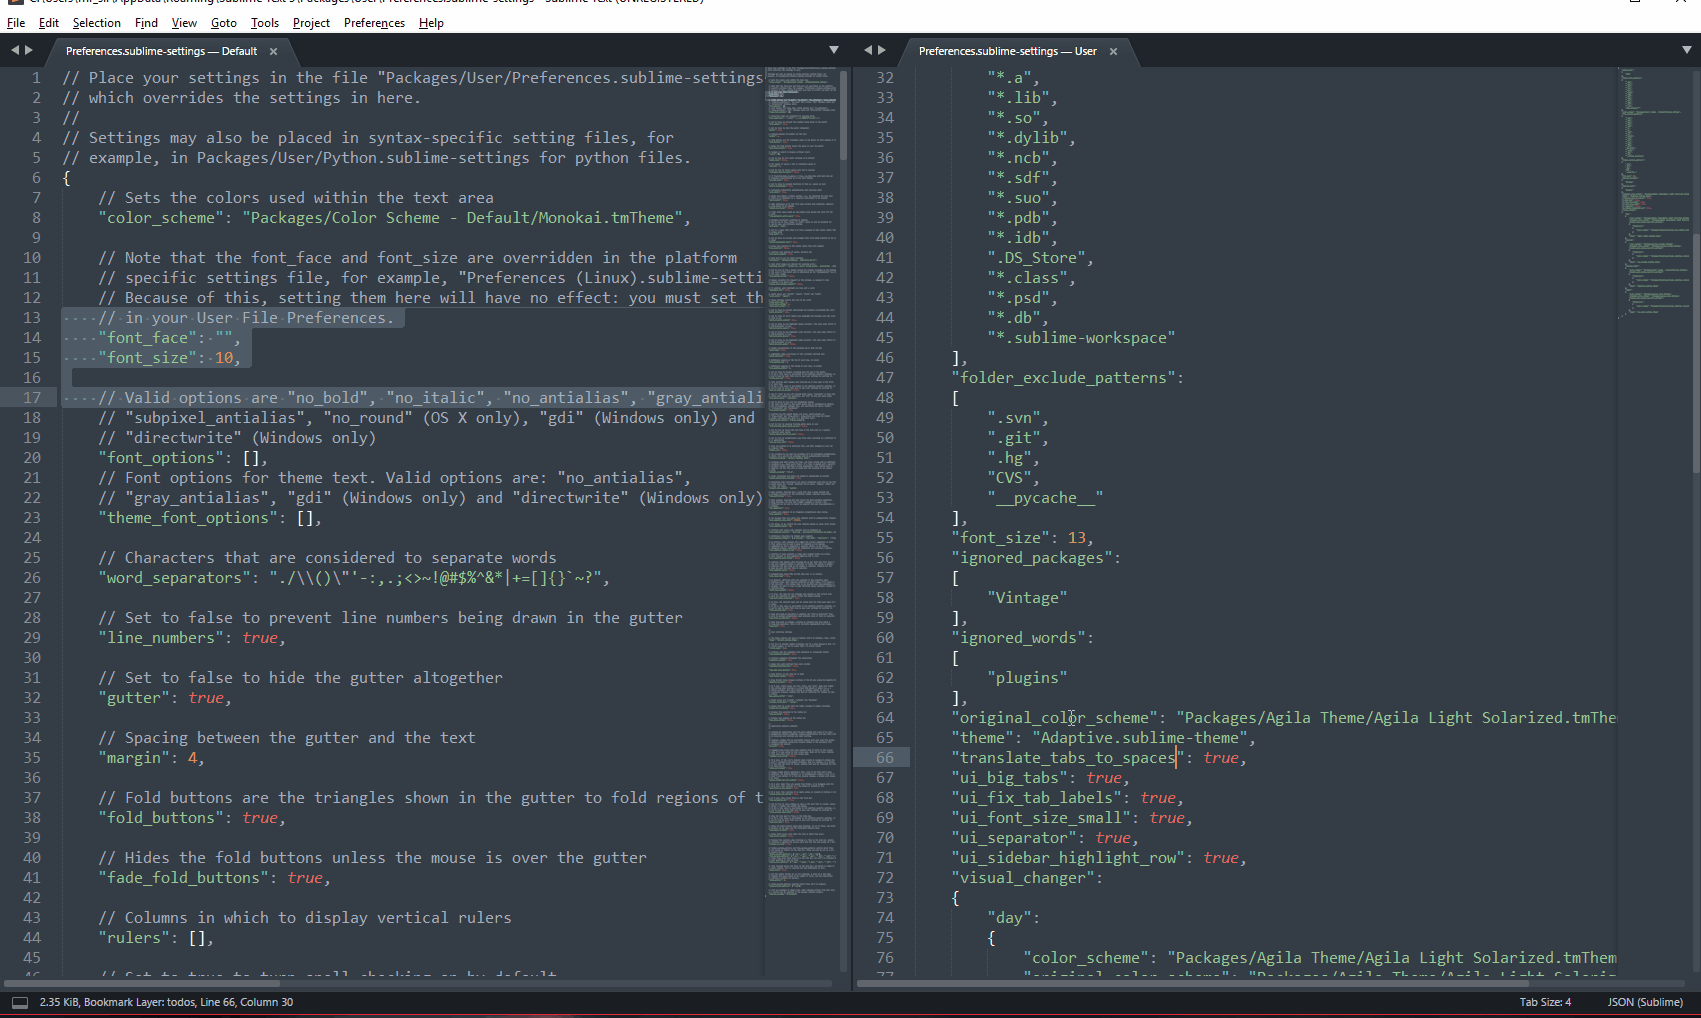 File Edit Selection Find View Goto Tools Project Preferences Help
Preferences.sublime-settings — Default ×
1 // Place your settings in the file "Packages/User/Preferences.sublime-settings
2 // which overrides the settings in here.
3 //
4 // Settings may also be placed in syntax-specific setting files, for
5 // example, in Packages/User/Python.sublime-settings for python files.
6 {
7 // Sets the colors used within the text area
8 "color_scheme": "Packages/Color Scheme - Default/Monokai.tmTheme",
9
10 // Note that the font_face and font_size are overridden in the platform
11 // specific settings file, for example, "Preferences (Linux).sublime-setti
12 // Because of this, setting them here will have no effect: you must set th
13 ····//·in·your·User·File·Preferences.
14 ····"font_face":·"",
15 ····"font_size":·10,
16
17 ····//·Valid·options·are·"no_bold",·"no_italic",·"no_antialias",·"gray_antiali
18 // "subpixel_antialias", "no_round" (OS X only), "gdi" (Windows only) and
19 // "directwrite" (Windows only)
20 "font_options": [],
21 // Font options for theme text. Valid options are: "no_antialias",
22 // "gray_antialias", "gdi" (Windows only) and "directwrite" (Windows only)
23 "theme_font_options": [],
24
25 // Characters that are considered to separate words
26 "word_separators": "./\\()\"'-:,.;<>~!@#$%^&*|+=[]{}`~?",
27
28 // Set to false to prevent line numbers being drawn in the gutter
29 "line_numbers": true,
30
31 // Set to false to hide the gutter altogether
32 "gutter": true,
33
34 // Spacing between the gutter and the text
35 "margin": 4,
36
37 // Fold buttons are the triangles shown in the gutter to fold regions of t
38 "fold_buttons": true,
39
40 // Hides the fold buttons unless the mouse is over the gutter
41 "fade_fold_buttons": true,
42
43 // Columns in which to display vertical rulers
44 "rulers": [],
45
Preferences.sublime-settings — User ×
32 "*.a",
33 "*.lib",
34 "*.so",
35 "*.dylib",
36 "*.ncb",
37 "*.sdf",
38 "*.suo",
39 "*.pdb",
40 "*.idb",
41 ".DS_Store",
42 "*.class",
43 "*.psd",
44 "*.db",
45 "*.sublime-workspace"
46 ],
47 "folder_exclude_patterns":
48 [
49 ".svn",
50 ".git",
51 ".hg",
52 "CVS",
53 "__pycache__"
54 ],
55 "font_size": 13,
56 "ignored_packages":
57 [
58 "Vintage"
59 ],
60 "ignored_words":
61 [
62 "plugins"
63 ],
64 "original_color_scheme": "Packages/Agila Theme/Agila Light Solarized.tmThe
65 "theme": "Adaptive.sublime-theme",
66 "translate_tabs_to_spaces": true,
67 "ui_big_tabs": true,
68 "ui_fix_tab_labels": true,
69 "ui_font_size_small": true,
70 "ui_separator": true,
71 "ui_sidebar_highlight_row": true,
72 "visual_changer":
73 {
74 "day":
75 {
76 "color_scheme": "Packages/Agila Theme/Agila Light Solarized.tmThem
2.35 KiB, Bookmark Layer: todos, Line 66, Column 30
Tab Size: 4
JSON (Sublime)